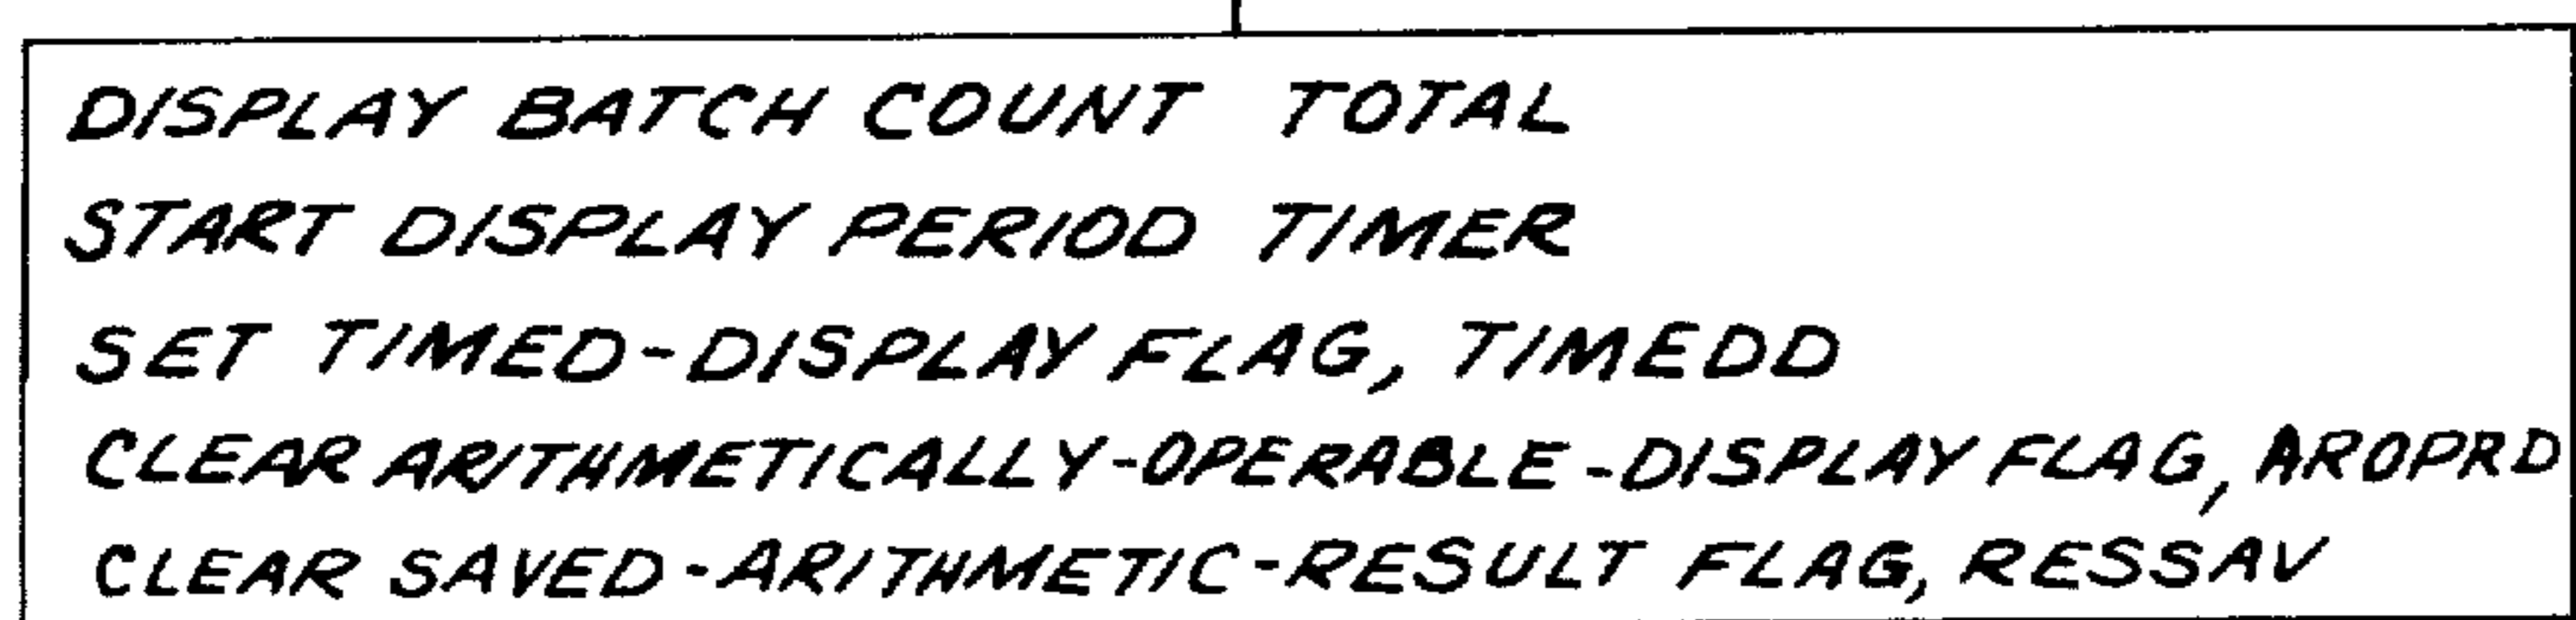 DISPLAY BATCH COUNT TOTAL
START DISPLAY PERIOD TIMER
SET TIMED-DISPLAY FLAG, TIMEDD
CLEAR ARITHMETICALLY-OPERABLE-DISPLAY FLAG, AROPRD
CLEAR SAVED-ARITHMETIC-RESULT FLAG, RESSAV